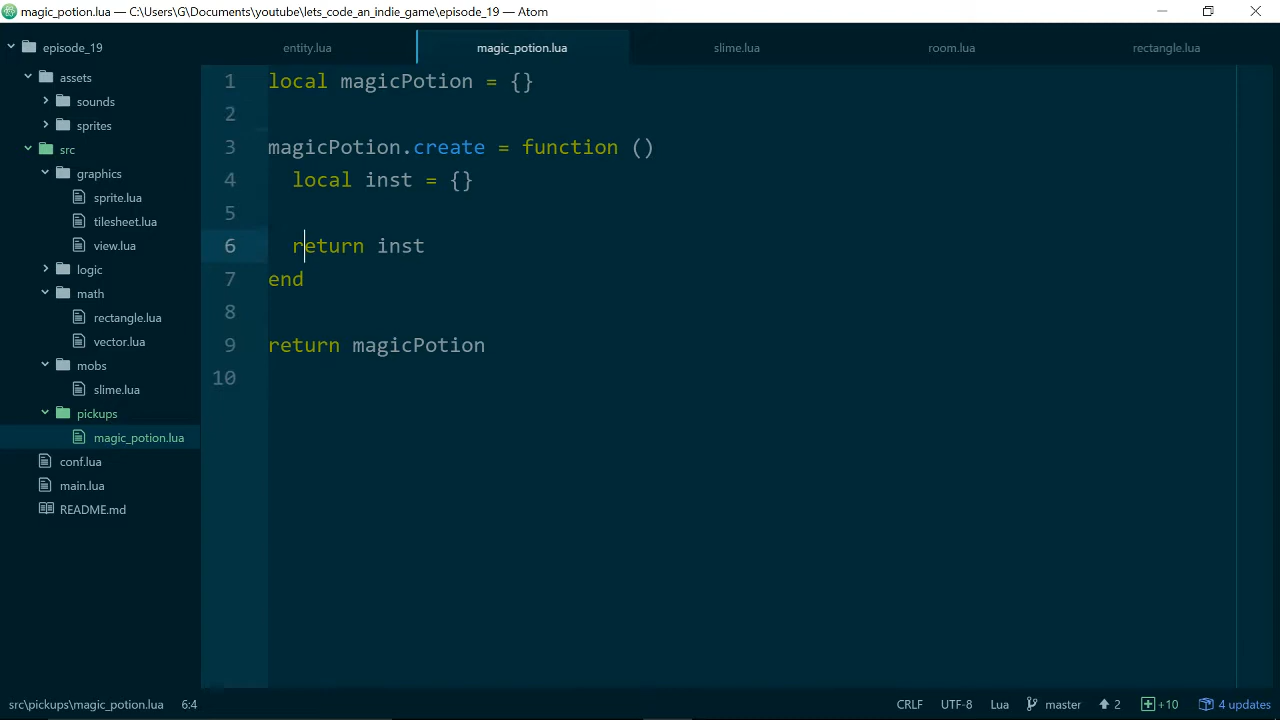 magic_potion.lua — C:\Users\G\Documents\youtube\lets_code_an_indie_game\episode_19 — Atom
episode_19
assets
sounds
sprites
src
graphics
sprite.lua
tilesheet.lua
view.lua
logic
math
rectangle.lua
vector.lua
mobs
slime.lua
pickups
magic_potion.lua
conf.lua
main.lua
README.md
entity.lua magic_potion.lua slime.lua room.lua rectangle.lua
1 local magicPotion = {}
2
3 magicPotion.create = function ()
4 local inst = {}
5
6 return inst
7 end
8
9 return magicPotion
10
src\pickups\magic_potion.lua 6:4 CRLF UTF-8 Lua master 2 +10 4 updates